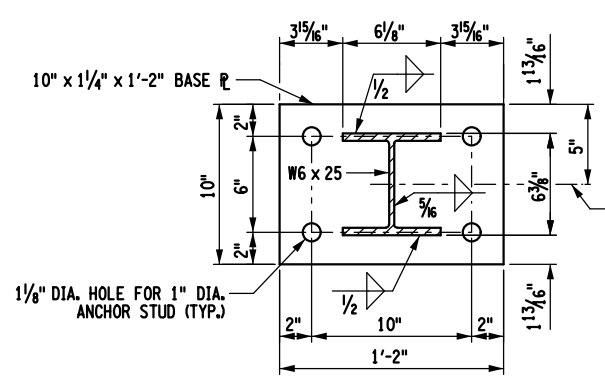 3 15/16" 6 1/8" 3 15/16"
10" x 1 1/4" x 1'-2" BASE ℄
1/2
1 13/16"
2"
5"
10"
6"
W6 x 25
6 3/8"
5/16
2"
1 1/8" DIA. HOLE FOR 1" DIA.
ANCHOR STUD (TYP.)
1/2
1 13/16"
2" 10" 2"
1'-2"